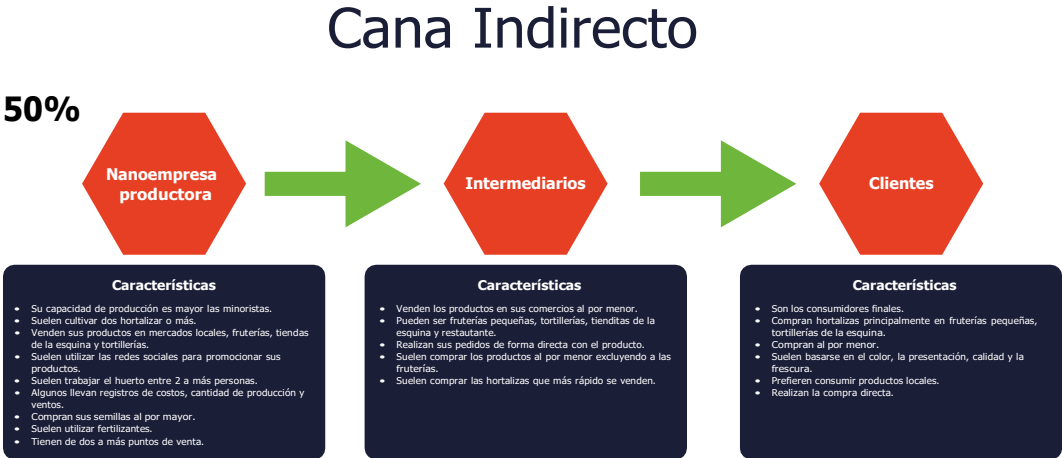 Cana Indirecto
50%
Nanoempresa
productora
Intermediarios
Clientes
Características
• Su capacidad de producción es mayor las minoristas.
• Suelen cultivar dos hortalizar o más.
• Venden sus productos en mercados locales, fruterías, tiendas
de la esquina y tortillerías.
• Suelen utilizar las redes sociales para promocionar sus
productos.
• Suelen trabajar el huerto entre 2 a más personas.
• Algunos llevan registros de costos, cantidad de producción y
ventos.
• Compran sus semillas al por mayor.
• Suelen utilizar fertilizantes.
• Tienen de dos a más puntos de venta.
Características
• Venden los productos en sus comercios al por menor.
• Pueden ser fruterías pequeñas, tortillerías, tienditas de la
esquina y restautante.
• Realizan sus pedidos de forma directa con el producto.
• Suelen comprar los productos al por menor excluyendo a las
fruterías.
• Suelen comprar las hortalizas que más rápido se venden.
Características
• Son los consumidores finales.
• Compran hortalizas principalmente en fruterías pequeñas,
tortillerías de la esquina.
• Compran al por menor.
• Suelen basarse en el color, la presentación, calidad y la
frescura.
• Prefieren consumir productos locales.
• Realizan la compra directa.